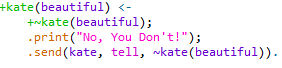 +kate(beautiful) <-
+~kate(beautiful);
.print("No, You Don't!");
.send(kate, tell, ~kate(beautiful)).